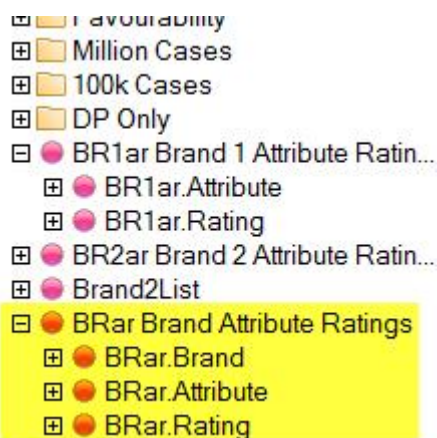 Favourability
Million Cases
100k Cases
DP Only
BR1ar Brand 1 Attribute Ratin...
BR1ar.Attribute
BR1ar.Rating
BR2ar Brand 2 Attribute Ratin...
Brand2List
BRar Brand Attribute Ratings
BRar.Brand
BRar.Attribute
BRar.Rating